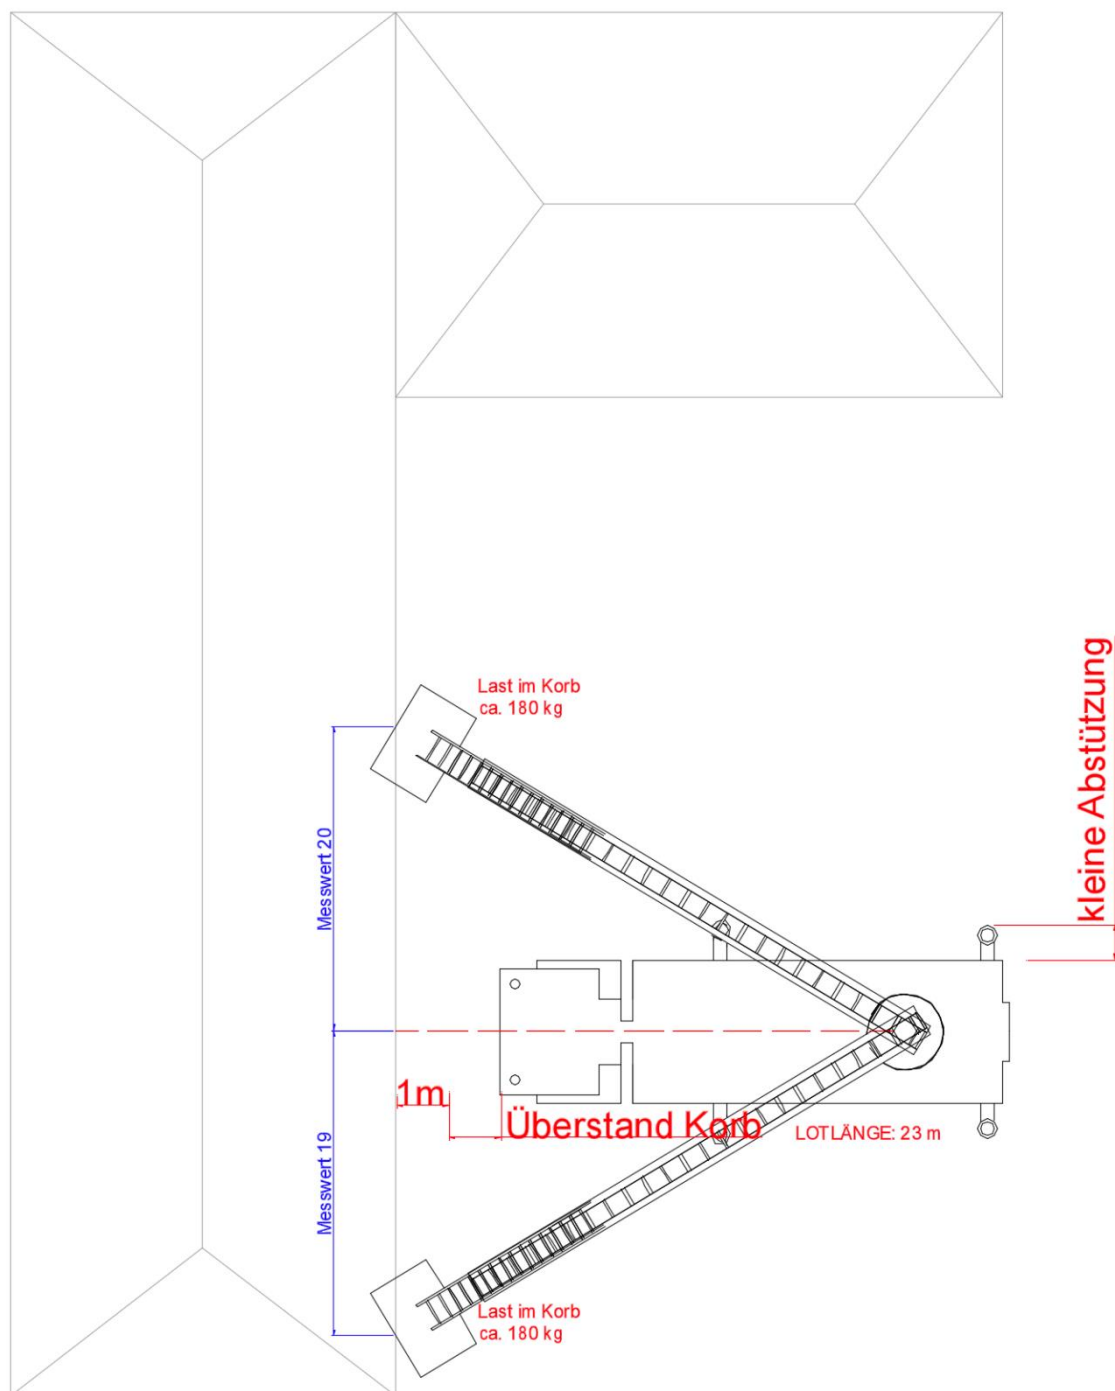 Last im Korb
ca. 180 kg
kleine Abstützung
Messwert 20
1m
Überstand Korb
LOTLÄNGE: 23 m
Messwert 19
Last im Korb
ca. 180 kg